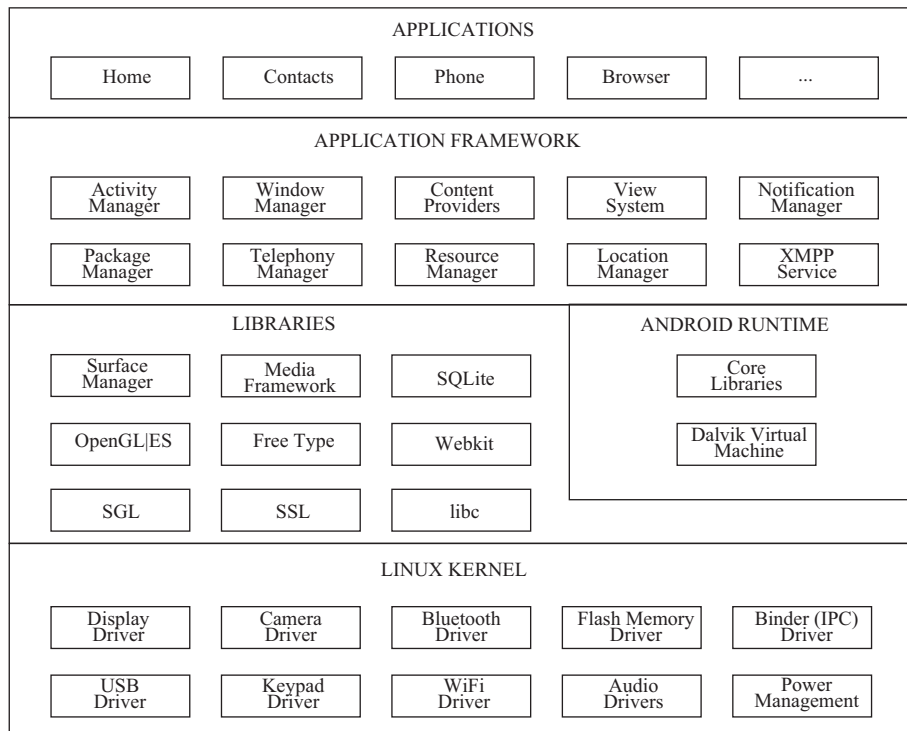 APPLICATIONS
Home
Contacts
Phone
Browser
...
APPLICATION FRAMEWORK
Activity
Manager
Window
Manager
Content
Providers
View
System
Notification
Manager
Package
Manager
Telephony
Manager
Resource
Manager
Location
Manager
XMPP
Service
LIBRARIES
Surface
Manager
Media
Framework
SQLite
OpenGL|ES
Free Type
Webkit
SGL
SSL
libc
ANDROID RUNTIME
Core
Libraries
Dalvik Virtual
Machine
LINUX KERNEL
Display
Driver
Camera
Driver
Bluetooth
Driver
Flash Memory
Driver
Binder (IPC)
Driver
USB
Driver
Keypad
Driver
WiFi
Driver
Audio
Drivers
Power
Management